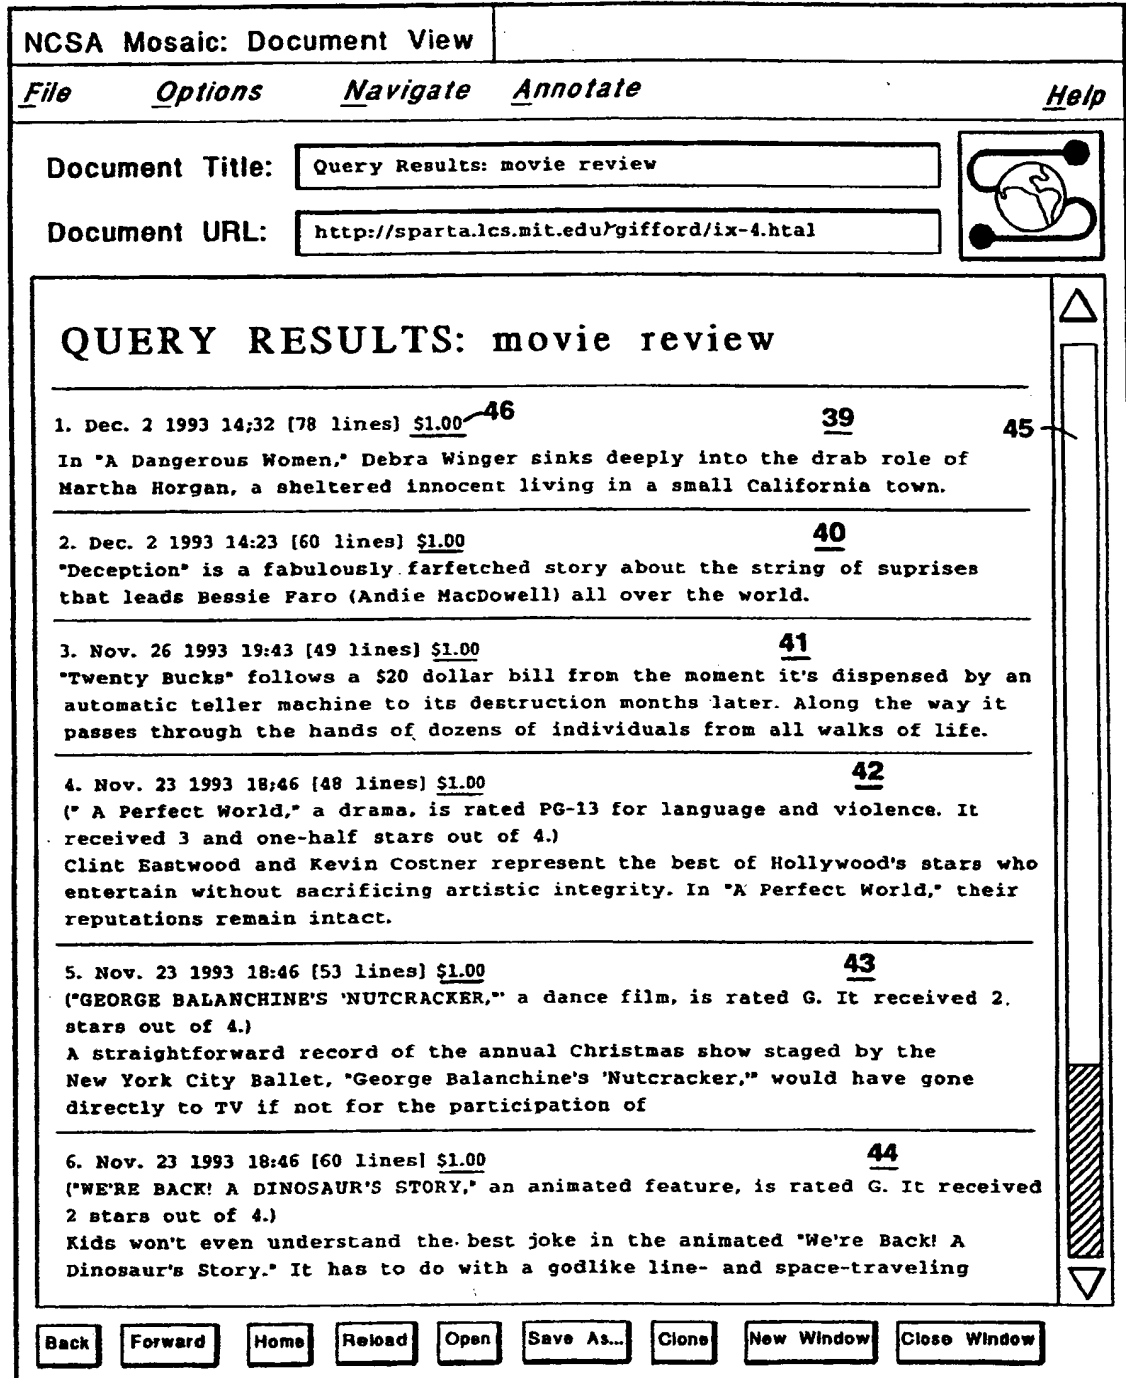 NCSA Mosaic: Document View
File Options Navigate Annotate Help
Document Title: Query Results: movie review
Document URL: http://sparta.lcs.mit.edu/~gifford/ix-4.htal
QUERY RESULTS: movie review
1. Dec. 2 1993 14;32 [78 lines] $1.00 46 39 45
In "A Dangerous Women," Debra Winger sinks deeply into the drab role of
Martha Horgan, a sheltered innocent living in a small California town.
2. Dec. 2 1993 14:23 [60 lines] $1.00 40
"Deception" is a fabulously farfetched story about the string of suprises
that leads Bessie Faro (Andie MacDowell) all over the world.
3. Nov. 26 1993 19:43 [49 lines] $1.00 41
"Twenty Bucks" follows a $20 dollar bill from the moment it's dispensed by an
automatic teller machine to its destruction months later. Along the way it
passes through the hands of dozens of individuals from all walks of life.
4. Nov. 23 1993 18;46 [48 lines] $1.00 42
(" A Perfect World," a drama, is rated PG-13 for language and violence. It
received 3 and one-half stars out of 4.)
Clint Eastwood and Kevin Costner represent the best of Hollywood's stars who
entertain without sacrificing artistic integrity. In "A Perfect World," their
reputations remain intact.
5. Nov. 23 1993 18:46 [53 lines] $1.00 43
("GEORGE BALANCHINE'S 'NUTCRACKER,'" a dance film, is rated G. It received 2
stars out of 4.)
A straightforward record of the annual Christmas show staged by the
New York City Ballet, "George Balanchine's 'Nutcracker,'" would have gone
directly to TV if not for the participation of
6. Nov. 23 1993 18:46 [60 lines] $1.00 44
("WE'RE BACK! A DINOSAUR'S STORY," an animated feature, is rated G. It received
2 stars out of 4.)
Kids won't even understand the best joke in the animated "We're Back! A
Dinosaur's Story." It has to do with a godlike line- and space-traveling
Back Forward Home Reload Open Save As... Clone New Window Close Window